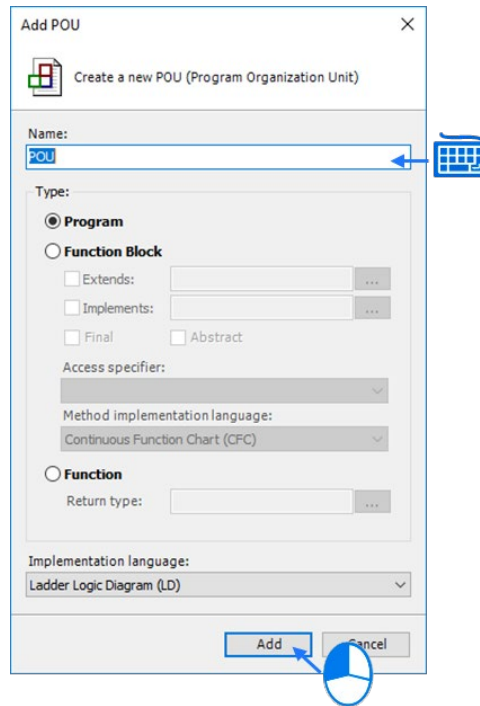 Add POU
Create a new POU (Program Organization Unit)
Name:
POU
Type:
Program
Function Block
Extends:
...
Implements:
...
Final Abstract
Access specifier:
Method implementation language:
Continuous Function Chart (CFC)
Function
Return type:
...
Implementation language:
Ladder Logic Diagram (LD)
Add Cancel